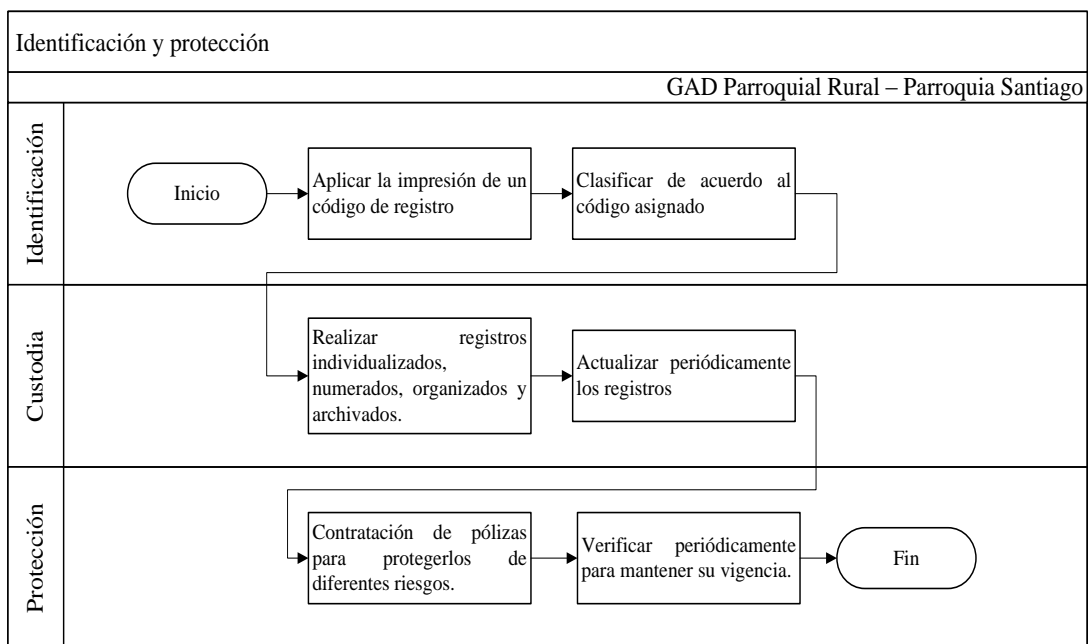 Identificación y protección
GAD Parroquial Rural – Parroquia Santiago
Identificación
Inicio
Aplicar la impresión de un
código de registro
Clasificar de acuerdo al
código asignado
Custodia
Realizar registros
individualizados,
numerados, organizados y
archivados.
Actualizar periódicamente
los registros
Protección
Contratación de pólizas
para protegerlos de
diferentes riesgos.
Verificar periódicamente
para mantener su vigencia.
Fin